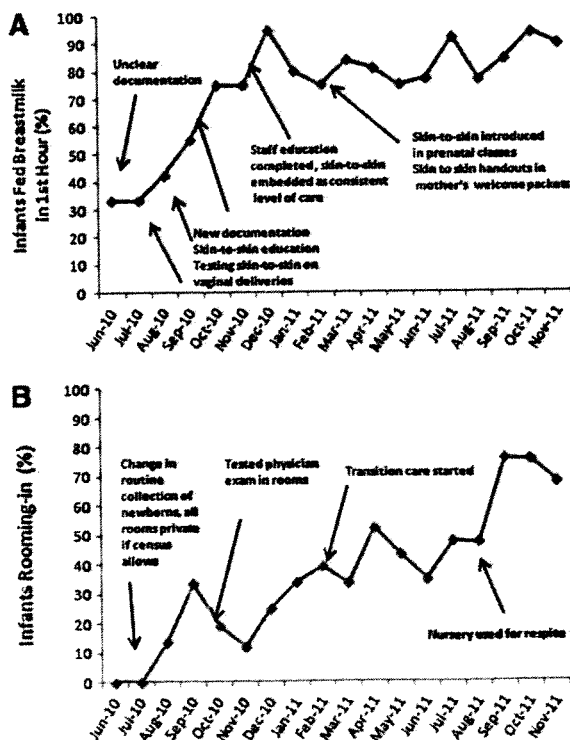 A
Infants Fed Breastmilk
in 1st Hour (%)
100
90
80
70
60
50
40
30
20
10
0
Unclear
documentation
Staff education
completed, skin-to-skin
embedded as consistent
level of care
Skin-to-skin introduced
in prenatal classes
Skin to skin handouts in
mother's welcome packets
New documentation
Skin-to-skin education
Testing skin-to-skin on
vaginal deliveries
Jun-10
Jul-10
Aug-10
Sep-10
Oct-10
Nov-10
Dec-10
Jan-11
Feb-11
Mar-11
Apr-11
May-11
Jun-11
Jul-11
Aug-11
Sep-11
Oct-11
Nov-11
B
Infants Rooming-in (%)
100
90
80
70
60
50
40
30
20
10
0
Change in
routine
collection of
newborns, all
rooms private
if census
allows
Tested physician
exam in rooms
Transition care started
Nursery used for respite
Jun-10
Jul-10
Aug-10
Sep-10
Oct-10
Nov-10
Dec-10
Jan-11
Feb-11
Mar-11
Apr-11
May-11
Jun-11
Jul-11
Aug-11
Sep-11
Oct-11
Nov-11